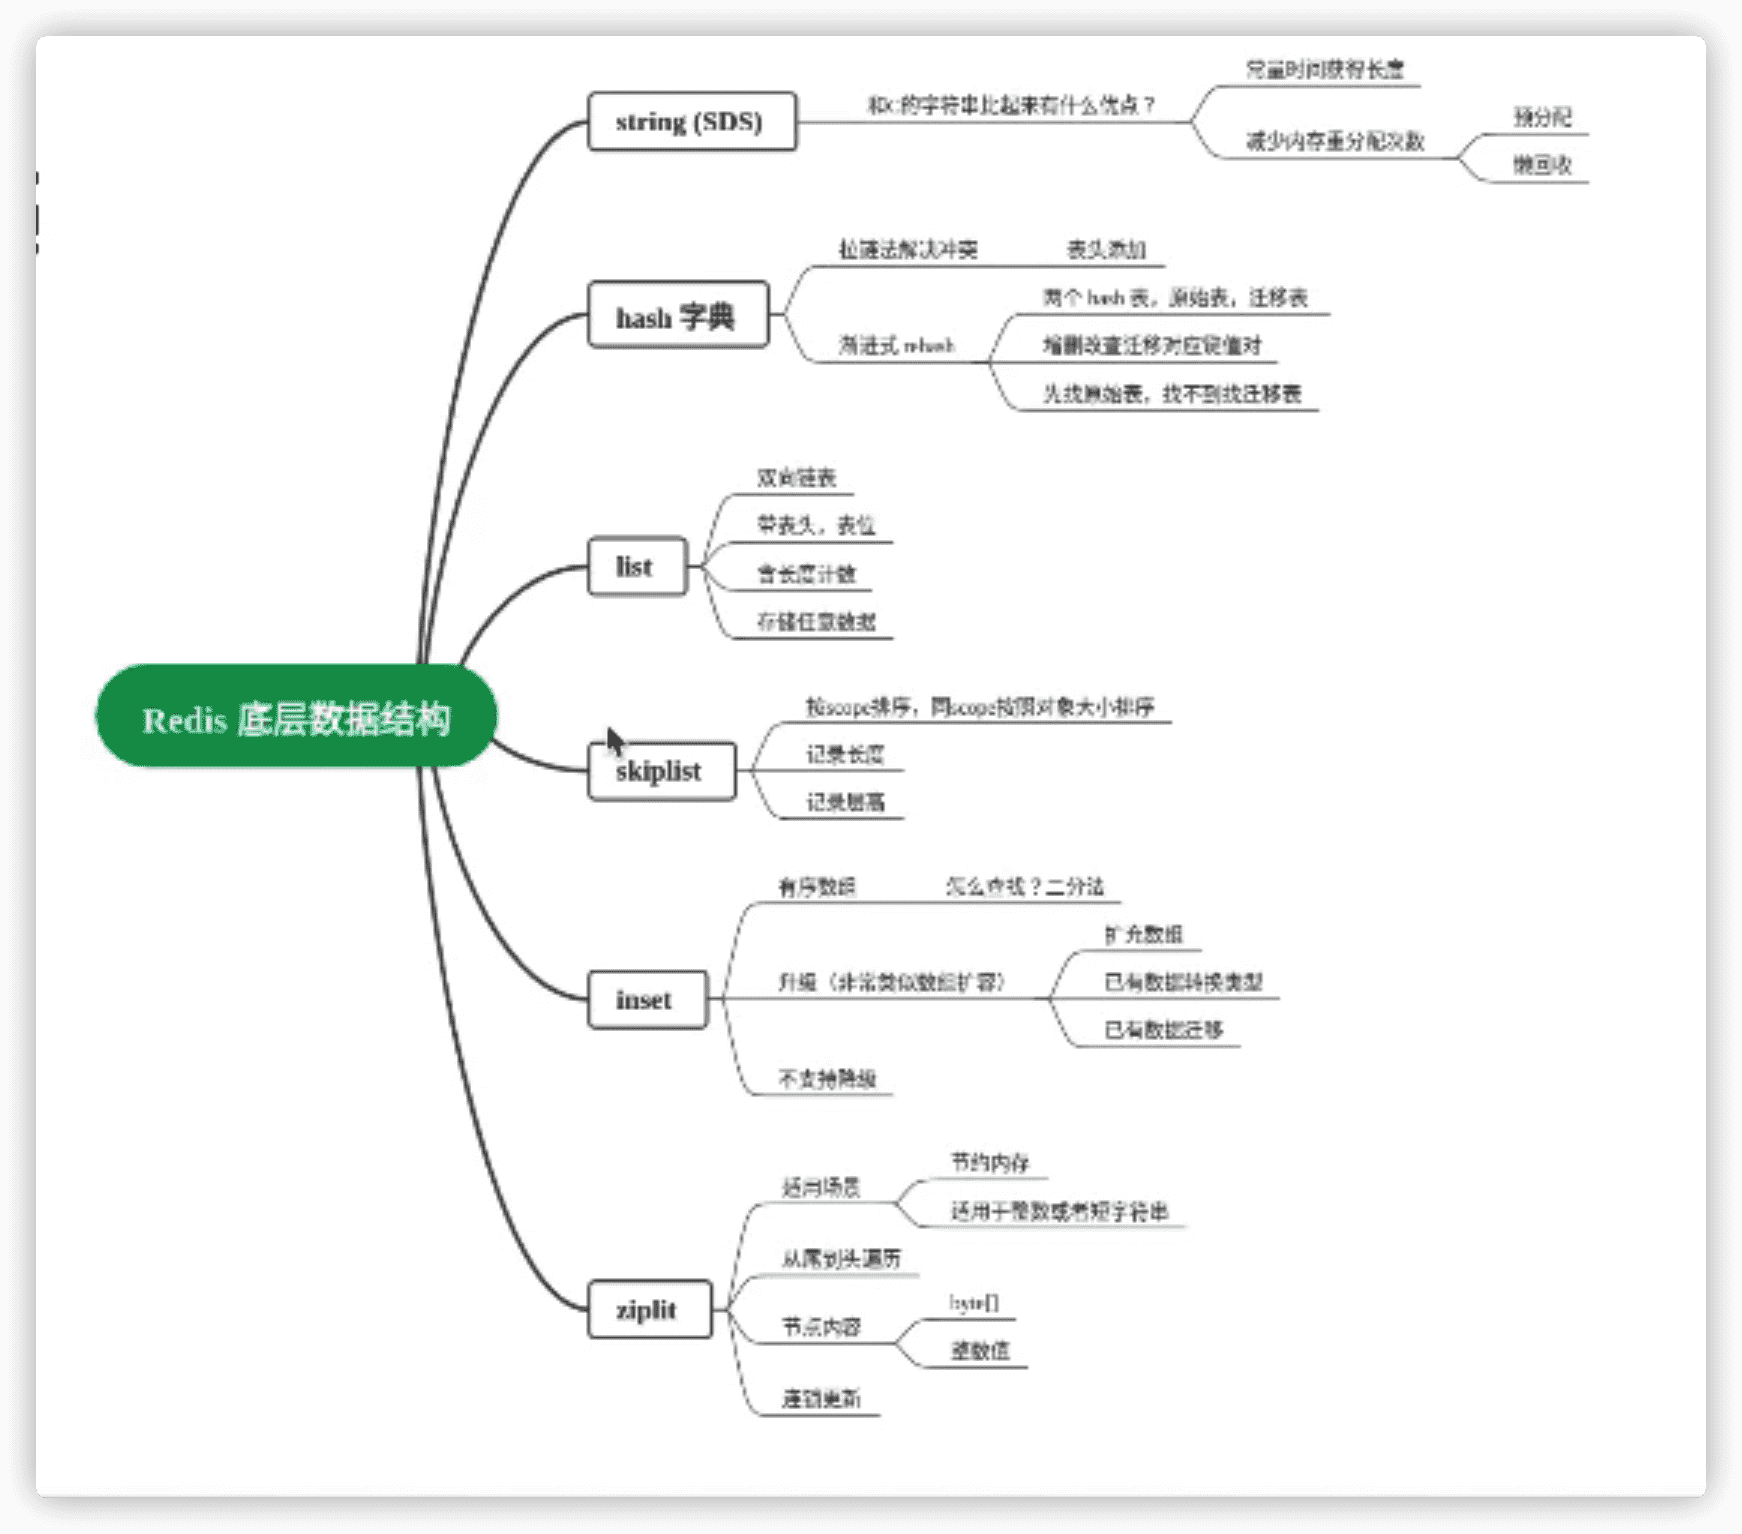 string (SDS)
和C的字符串比起来有什么优点？
常量时间获得长度
减少内存重分配次数
预分配
懒回收
hash 字典
拉链法解决冲突
表头添加
渐进式 rehash
两个 hash 表，原始表，迁移表
增删改查迁移对应键值对
先找原始表，找不到找迁移表
list
双向链表
带表头，表位
含长度计数
存储任意数据
Redis 底层数据结构
skiplist
按scope排序，同scope按照对象大小排序
记录长度
记录层高
inset
有序数组
怎么查找？二分法
升级（非常类似数组扩容）
扩充数组
已有数据转换类型
已有数据迁移
不支持降级
ziplit
适用场景
节约内存
适用于整数或者短字符串
从尾到头遍历
节点内容
byte[]
整数值
连锁更新